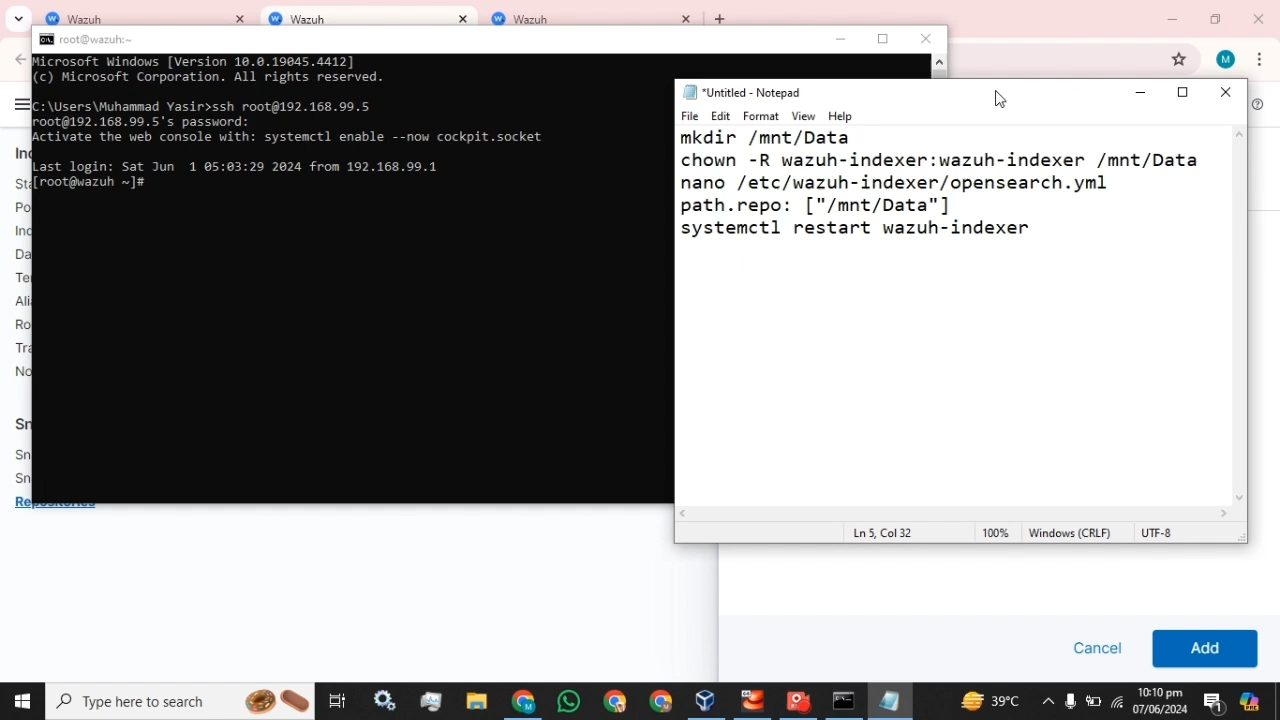 Wazuh
Wazuh
Wazuh
root@wazuh:~
Microsoft Windows [Version 10.0.19045.4412]
(c) Microsoft Corporation. All rights reserved.
C:\Users\Muhammad Yasir>ssh root@192.168.99.5
root@192.168.99.5's password:
Activate the web console with: systemctl enable --now cockpit.socket
Last login: Sat Jun  1 05:03:29 2024 from 192.168.99.1
[root@wazuh ~]#
M
*Untitled - Notepad
File Edit Format View Help
mkdir /mnt/Data
chown -R wazuh-indexer:wazuh-indexer /mnt/Data
nano /etc/wazuh-indexer/opensearch.yml
path.repo: ["/mnt/Data"]
systemctl restart wazuh-indexer
Ln 5, Col 32 100% Windows (CRLF) UTF-8
Repositories
Cancel Add
Type here to search
39°C
10:10 pm
07/06/2024
1